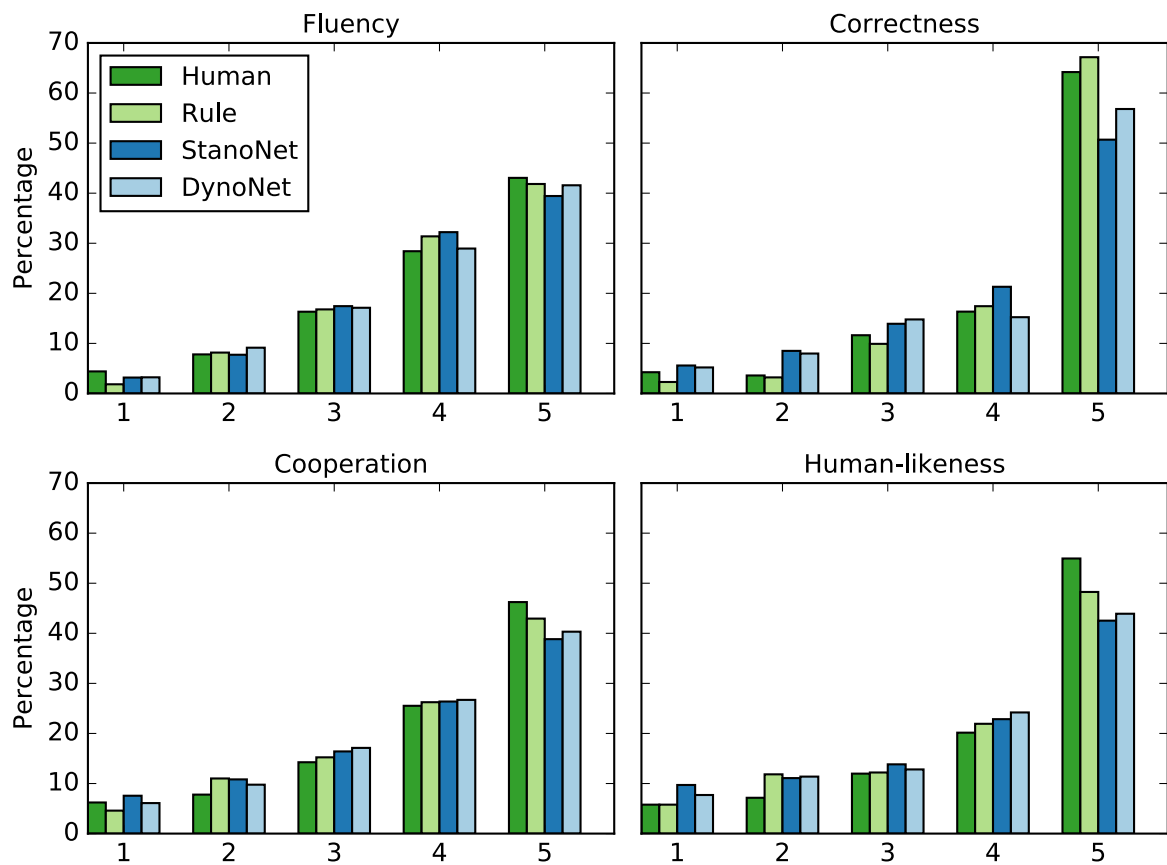 Fluency
Correctness
70
60
50
40
30
20
10
0
Percentage
Human
Rule
StanoNet
DynoNet
1 2 3 4 5
1 2 3 4 5
Cooperation
Human-likeness
70
60
50
40
30
20
10
0
Percentage
1 2 3 4 5
1 2 3 4 5